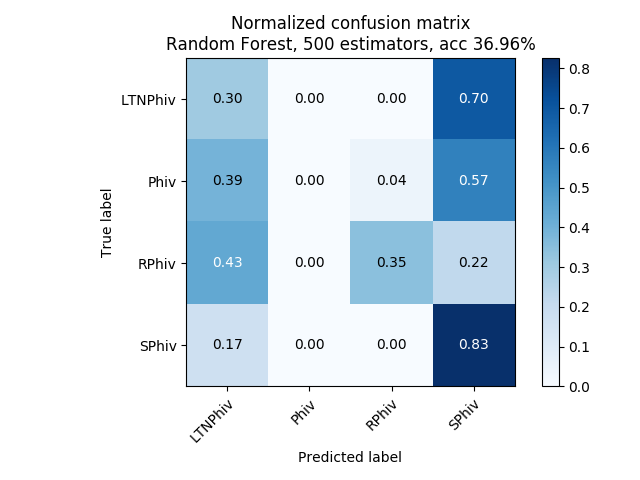 Normalized confusion matrix
Random Forest, 500 estimators, acc 36.96%
True label
LTNPhiv 0.30 0.00 0.00 0.70
Phiv 0.39 0.00 0.04 0.57
RPhiv 0.43 0.00 0.35 0.22
SPhiv 0.17 0.00 0.00 0.83
LTNPhiv Phiv RPhiv SPhiv
Predicted label
0.8
0.7
0.6
0.5
0.4
0.3
0.2
0.1
0.0